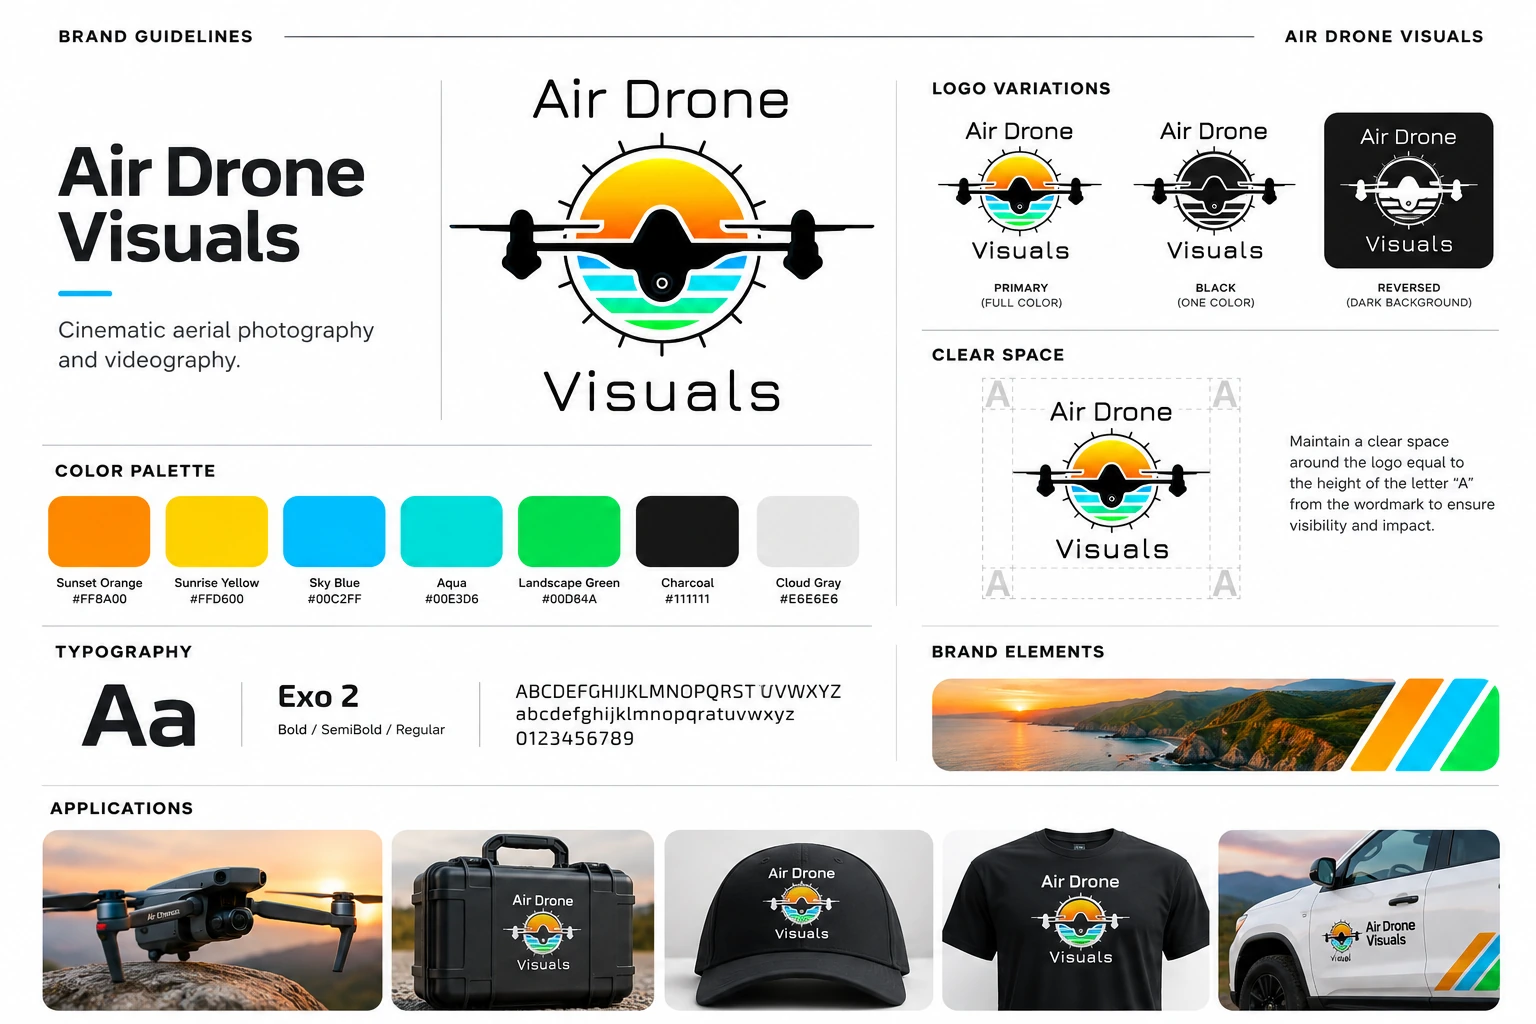 BRAND GUIDELINES
AIR DRONE VISUALS
Air Drone
Visuals
Cinematic aerial photography
and videography.
Air Drone
Visuals
LOGO VARIATIONS
Air Drone
Visuals
PRIMARY
(FULL COLOR)
Air Drone
Visuals
BLACK
(ONE COLOR)
Air Drone
Visuals
REVERSED
(DARK BACKGROUND)
CLEAR SPACE
A A
Air Drone
Visuals
A A
Maintain a clear space
around the logo equal to
the height of the letter “A”
from the wordmark to ensure
visibility and impact.
COLOR PALETTE
Sunset Orange
#FF8A00
Sunrise Yellow
#FFD600
Sky Blue
#00C2FF
Aqua
#00E3D6
Landscape Green
#00D64A
Charcoal
#111111
Cloud Gray
#E6E6E6
TYPOGRAPHY
Aa
Exo 2
Bold / SemiBold / Regular
ABCDEFGHIJKLMNOPQRSTUVWXYZ
abcdefghijklmnopqratuvwxyz
0123456789
BRAND ELEMENTS
APPLICATIONS
Air Drone
Visuals
Air Drone
Visuals
Air Drone
Visuals
Air Drone
Visuals